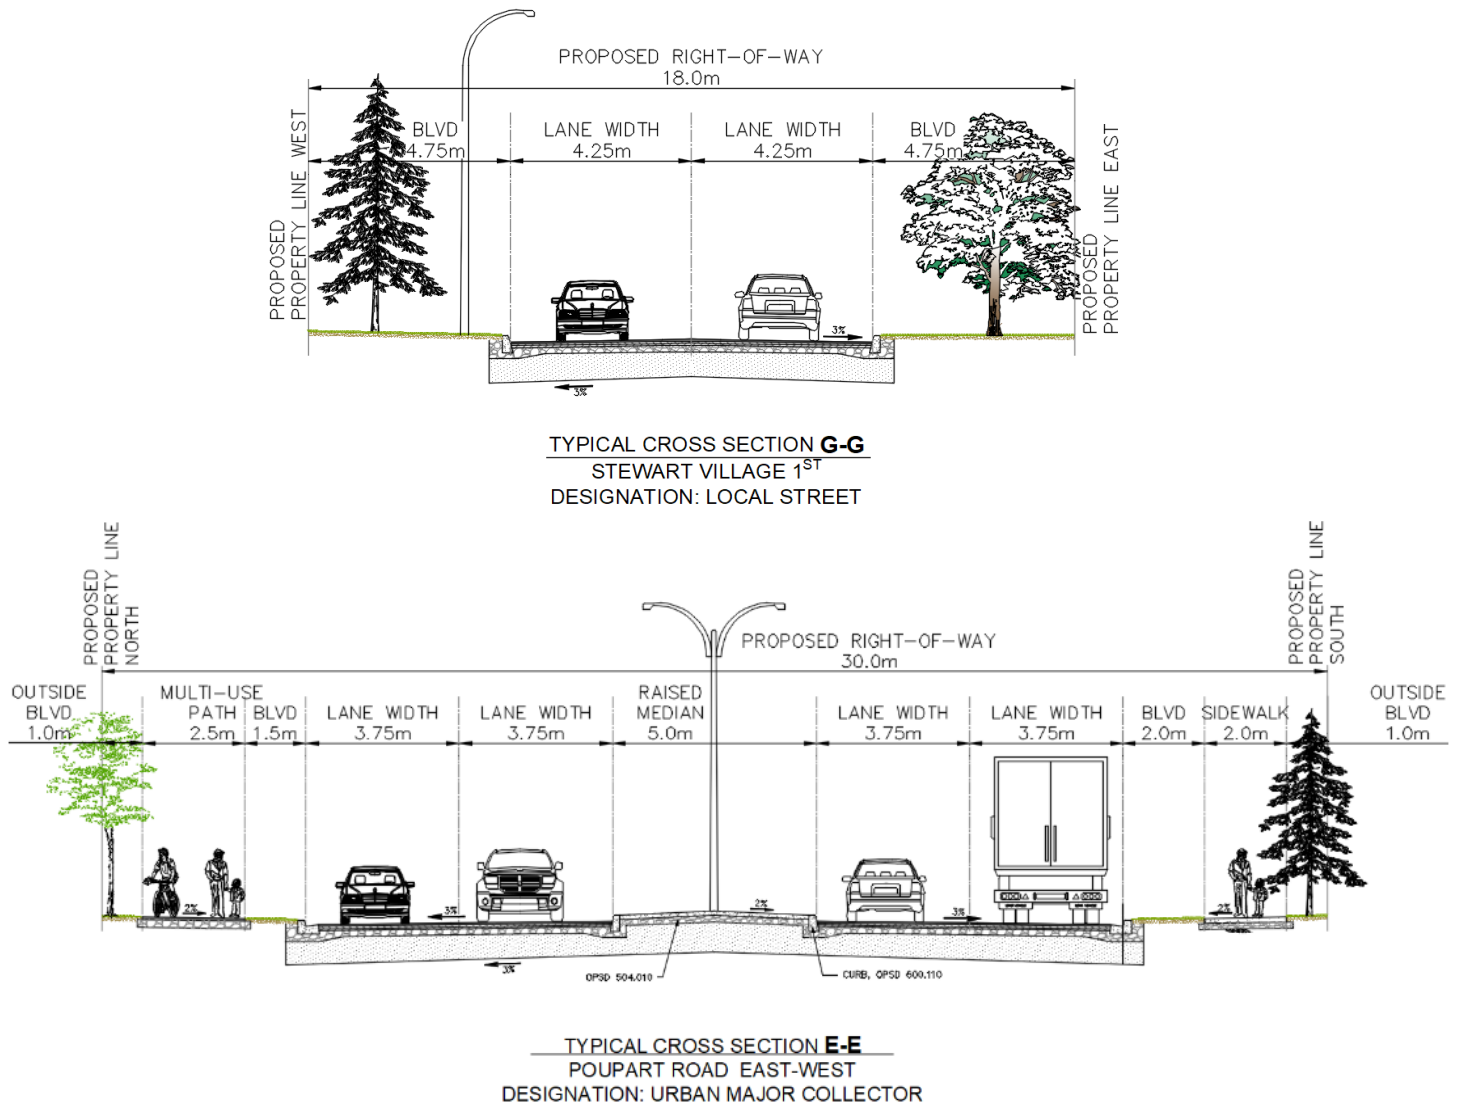 PROPOSED RIGHT-OF-WAY
18.0m
PROPOSED
PROPERTY LINE WEST
BLVD
4.75m
LANE WIDTH
4.25m
LANE WIDTH
4.25m
BLVD
4.75m
PROPOSED
PROPERTY LINE EAST
3%
3%
TYPICAL CROSS SECTION G-G
STEWART VILLAGE 1ST
DESIGNATION: LOCAL STREET
PROPOSED
PROPERTY LINE
NORTH
PROPOSED RIGHT-OF-WAY
30.0m
PROPOSED
PROPERTY LINE
SOUTH
OUTSIDE
BLVD
1.0m
MULTI-USE
PATH
2.5m
BLVD
1.5m
LANE WIDTH
3.75m
LANE WIDTH
3.75m
RAISED
MEDIAN
5.0m
LANE WIDTH
3.75m
LANE WIDTH
3.75m
BLVD
2.0m
SIDEWALK
2.0m
OUTSIDE
BLVD
1.0m
2%
3%
2%
3%
2%
3%
OPSD 504.010
CURB, OPSD 600.110
TYPICAL CROSS SECTION E-E
POUPART ROAD EAST-WEST
DESIGNATION: URBAN MAJOR COLLECTOR